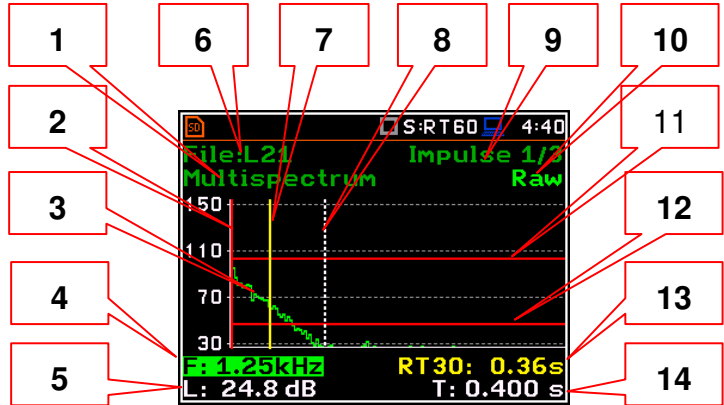 1 6 7 8 9 10
2 11
3 12
4 13
5 14
SD S:RT60 4:40
File:L21 Impulse 1/3
Multispectrum Raw
150
110
70
30
F: 1.25kHz RT30: 0.36s
L: 24.8 dB T: 0.400 s